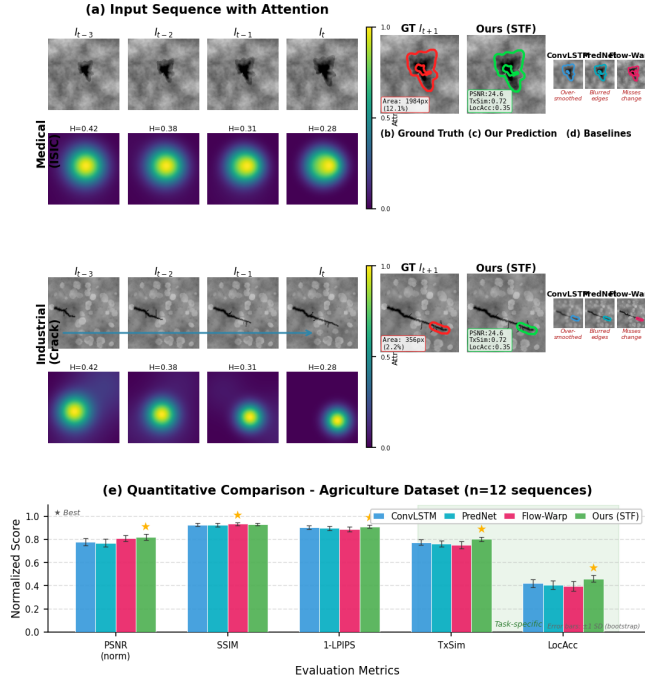 (a) Input Sequence with Attention
I_{t-3}
I_{t-2}
I_{t-1}
I_t
GT I_{t+1}
Ours (STF)
ConvLSTM
PredNet
Flow-Warp
Medical
(ISIC)
1.0
0.5
0.0
Area: 1984px
(12.1%)
PSNR:24.6
TxSim:0.72
LocAcc:0.35
Over-
smoothed
Blurred
edges
Misses
change
H=0.42
H=0.38
H=0.31
H=0.28
(b) Ground Truth
(c) Our Prediction
(d) Baselines
I_{t-3}
I_{t-2}
I_{t-1}
I_t
GT I_{t+1}
Ours (STF)
ConvLSTM
PredNet
Flow-Warp
Industrial
(Crack)
1.0
0.5
0.0
Area: 356px
(2.2%)
PSNR:24.6
TxSim:0.72
LocAcc:0.35
Over-
smoothed
Blurred
edges
Misses
change
H=0.42
H=0.38
H=0.31
H=0.28
(e) Quantitative Comparison - Agriculture Dataset (n=12 sequences)
★ Best
ConvLSTM
PredNet
Flow-Warp
Ours (STF)
Normalized Score
1.0
0.8
0.6
0.4
0.2
0.0
Task-specific
±1 SD (bootstrap)
PSNR
(norm)
SSIM
1-LPIPS
TxSim
LocAcc
Evaluation Metrics